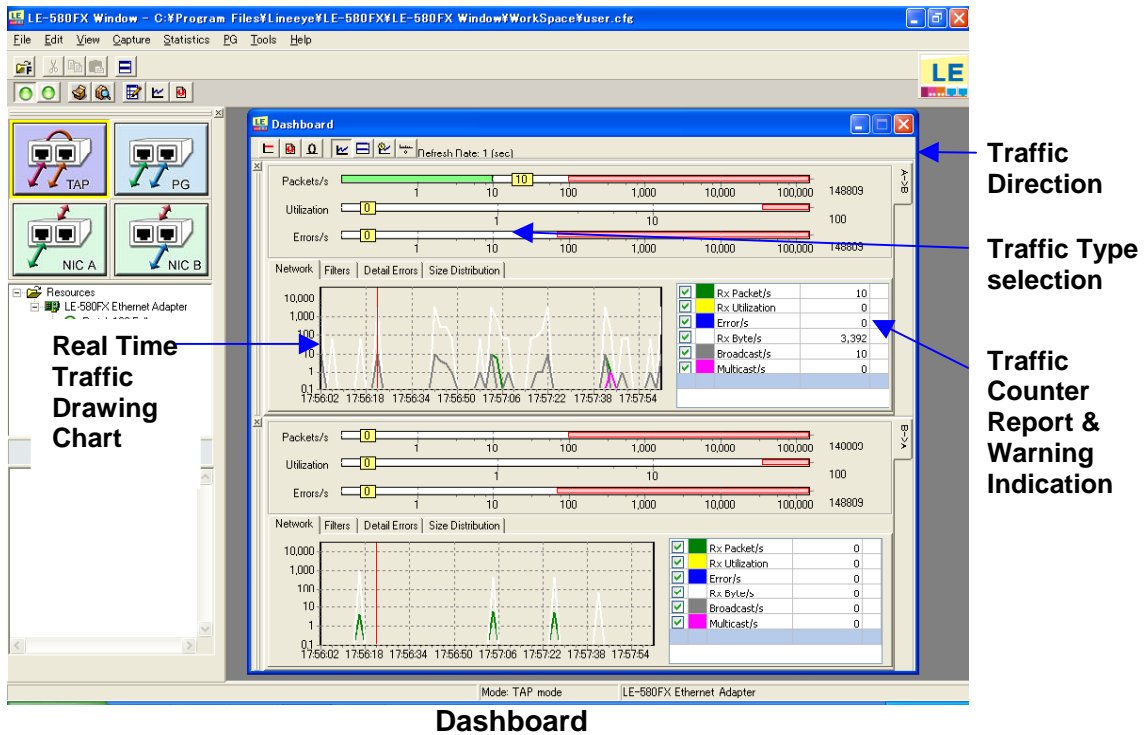 LE-580FX Window - C:¥Program Files¥Lineeye¥LE-580FX¥LE-580FX Window¥WorkSpace¥user.cfg
File Edit View Capture Statistics PG Tools Help
LE
TAP
PG
NIC A
NIC B
Resources
LE-580FX Ethernet Adapter
Dashboard
Refresh Rate: 1 (sec)
A->B
Packets/s 10
1 10 100 1,000 10,000 100,000 148809
Utilization 0
1 10 100
Errors/s 0
1 10 100 1,000 10,000 100,000 148809
Network Filters Detail Errors Size Distribution
10,000
1,000
100
10
1
0.1
17:56:02 17:56:18 17:56:34 17:56:50 17:57:06 17:57:22 17:57:38 17:57:54
Rx Packet/s 10
Rx Utilization 0
Error/s 0
Rx Byte/s 3,392
Broadcast/s 10
Multicast/s 0
B->A
Packets/s 0
1 10 100 1,000 10,000 100,000 148809
Utilization 0
1 10 100
Errors/s 0
1 10 100 1,000 10,000 100,000 148809
Network Filters Detail Errors Size Distribution
10,000
1,000
100
10
1
0.1
17:56:02 17:56:18 17:56:34 17:56:50 17:57:06 17:57:22 17:57:38 17:57:54
Rx Packet/s 0
Rx Utilization 0
Error/s 0
Rx Byte/s 0
Broadcast/s 0
Multicast/s 0
Mode: TAP mode
LE-580FX Ethernet Adapter
Real Time
Traffic
Drawing
Chart
Traffic
Direction
Traffic Type
selection
Traffic
Counter
Report &
Warning
Indication
Dashboard